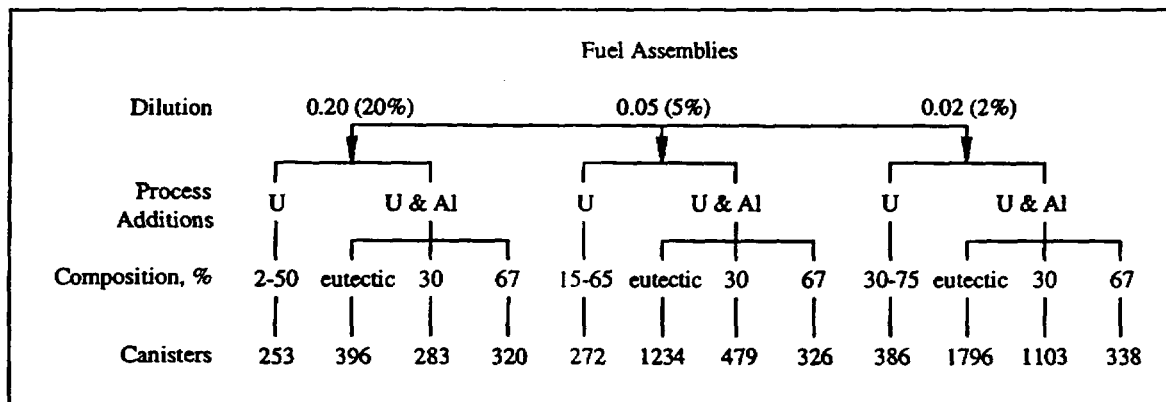 Fuel Assemblies
Dilution 0.20 (20%) 0.05 (5%) 0.02 (2%)
Process Additions U U & Al U U & Al U U & Al
Composition, % 2-50 eutectic 30 67 15-65 eutectic 30 67 30-75 eutectic 30 67
Canisters 253 396 283 320 272 1234 479 326 386 1796 1103 338